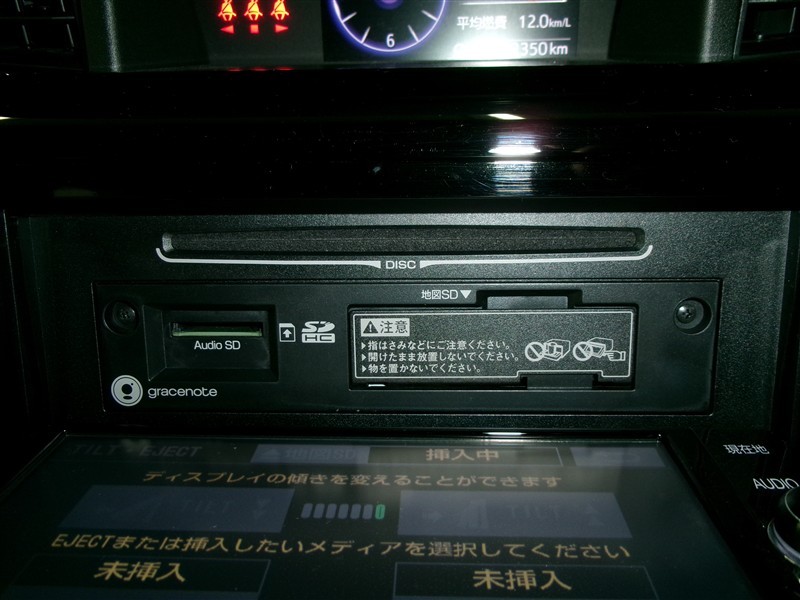 6
平均燃費 12.0km/L
350km
DISC
地図SD▼
Audio SD
SD
HC
⚠注意
▶指はさみなどにご注意ください。
▶開けたまま放置しないでください。
▶物を置かないでください。
gracenote
TILT・EJECT
挿入中
現在地
ディスプレイの傾きを変えることができます
AUDIO
TILT
TILT
EJECTまたは挿入したいメディアを選択してください
未挿入
未挿入